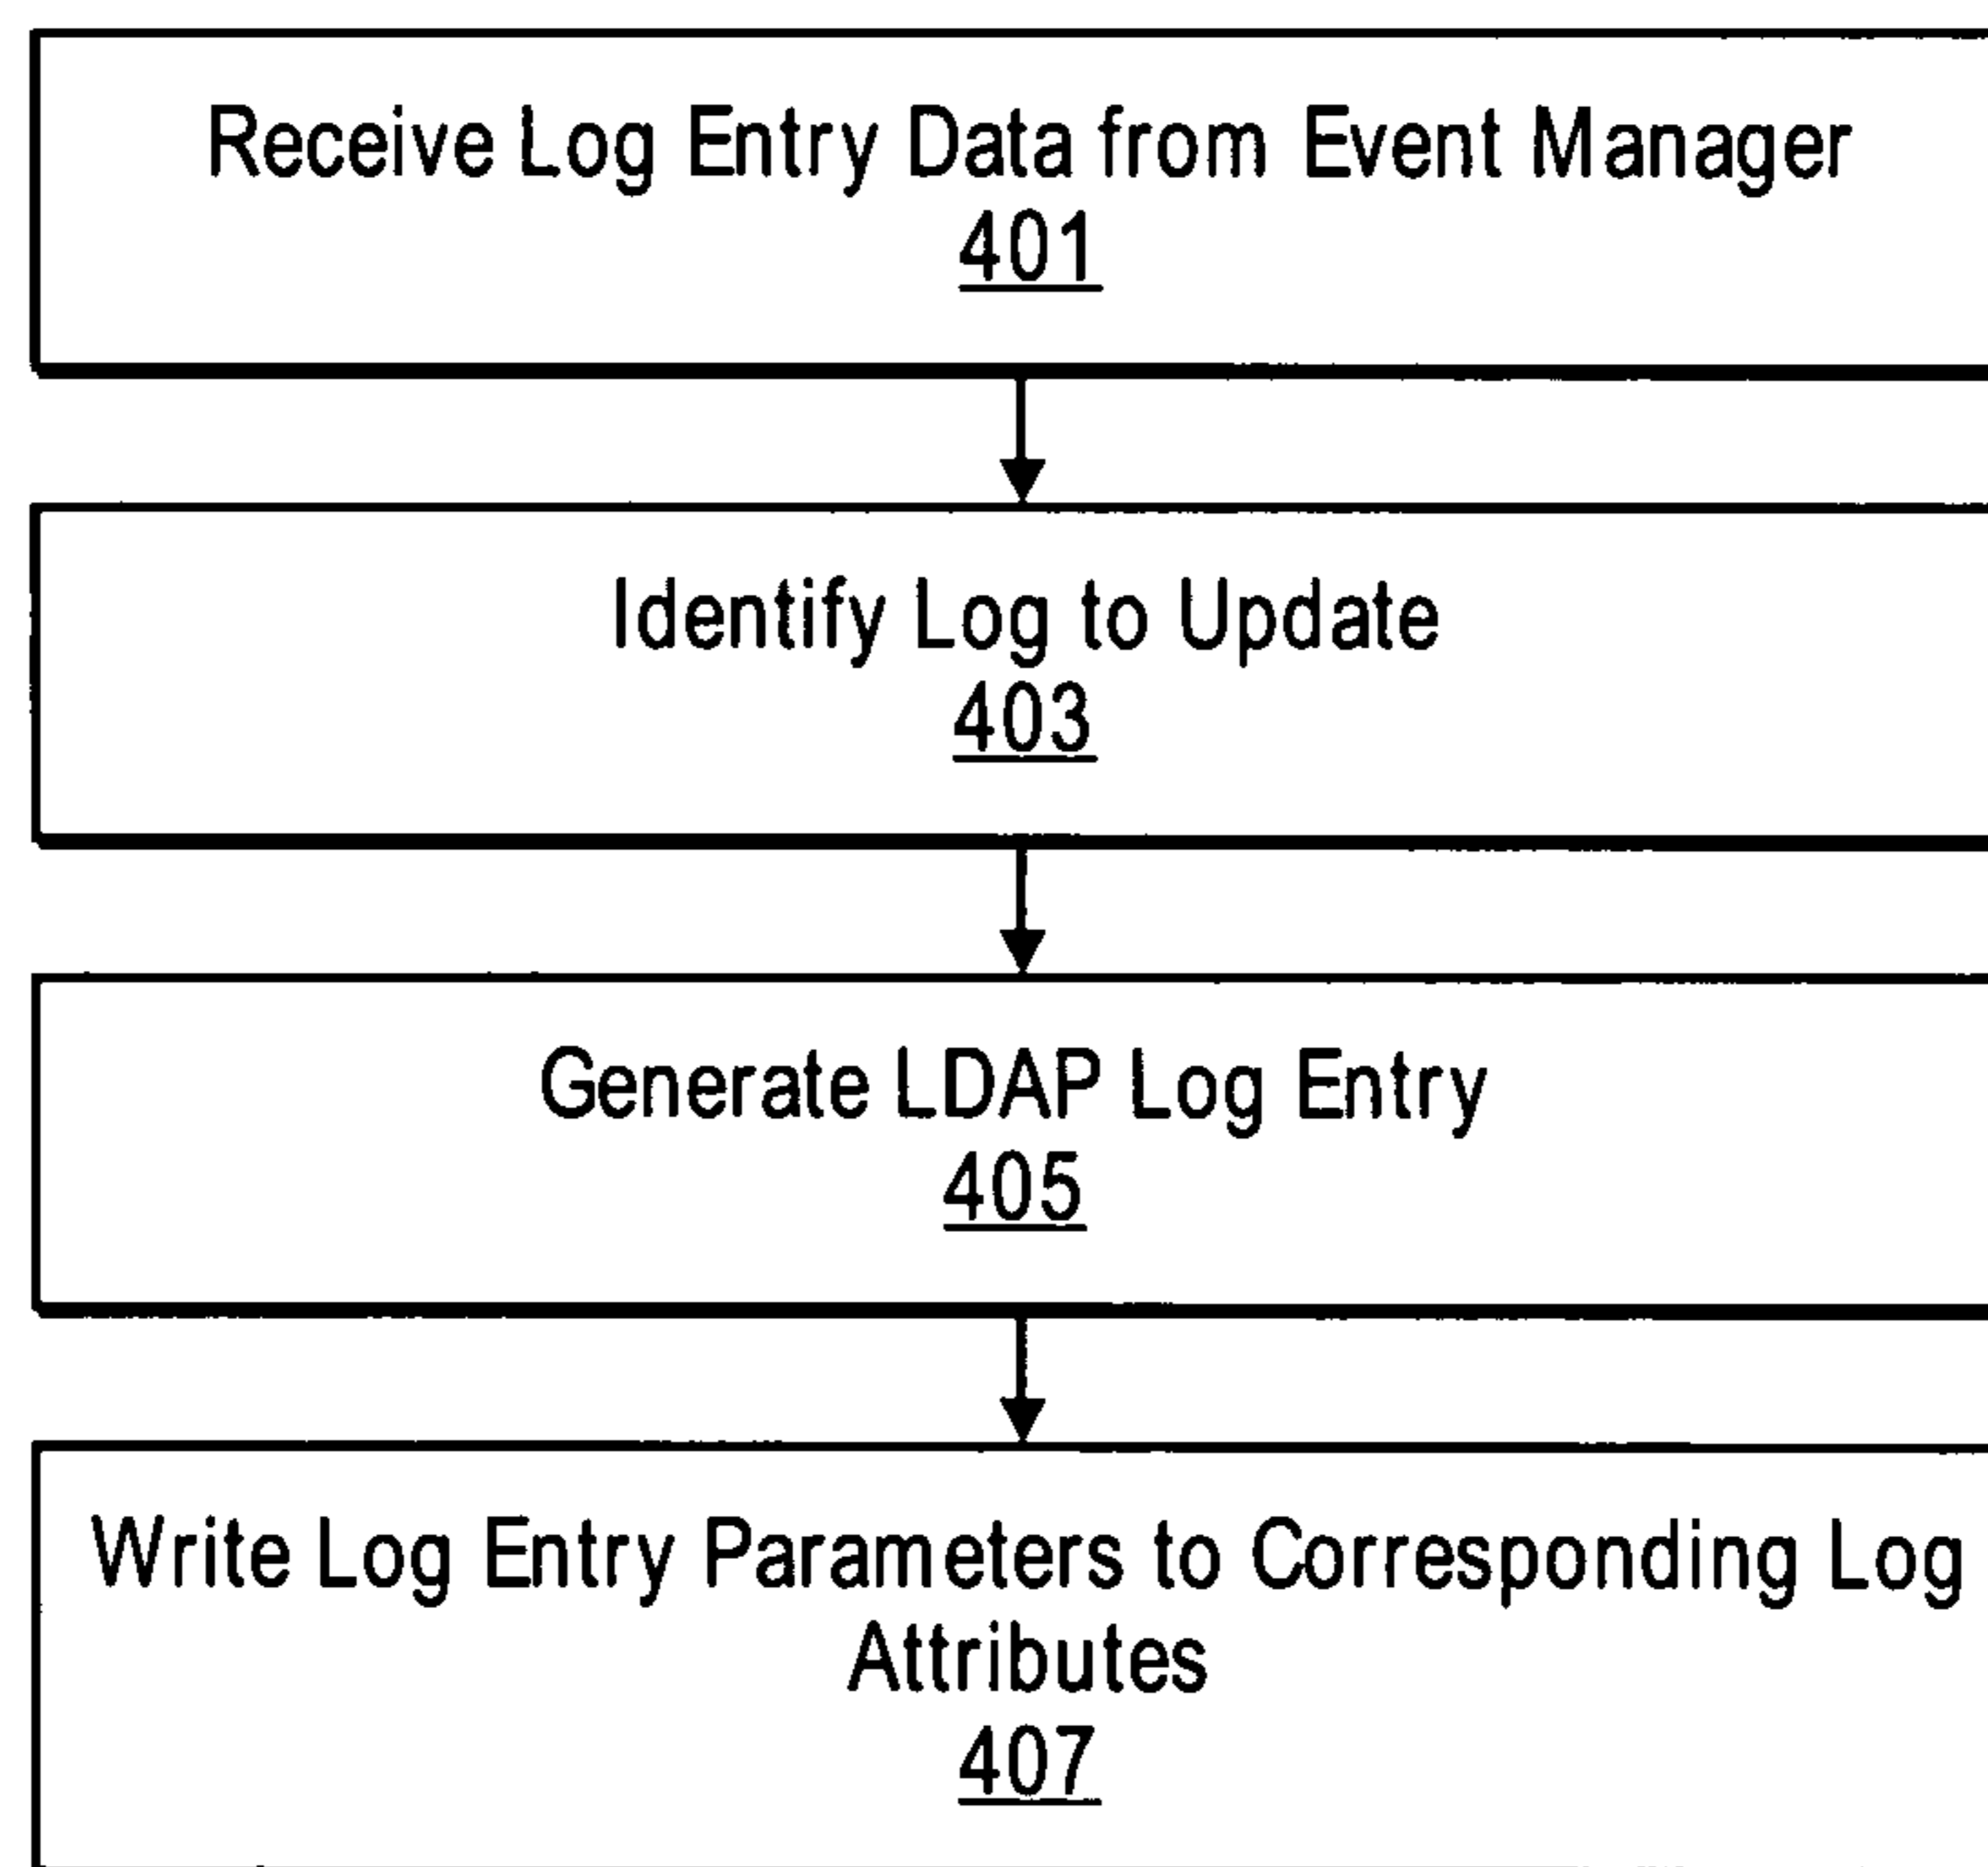 Receive Log Entry Data from Event Manager
401
Identify Log to Update
403
Generate LDAP Log Entry
405
Write Log Entry Parameters to Corresponding Log
Attributes
407